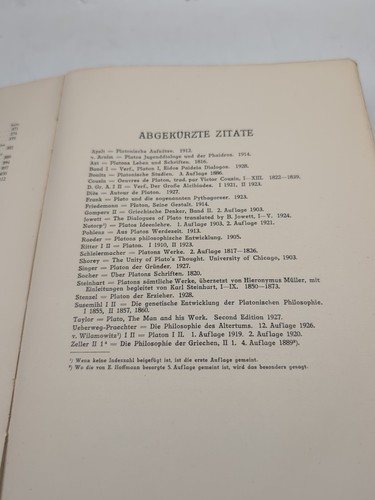 ABGEKÜRZTE ZITATE
Apelt = Platonische Aufsätze. 1912.
v. Arnim = Platos Jugenddialoge und der Phaidros. 1914.
Ast = Platons Leben und Schriften. 1816.
Band I = Verf., Platon I, Eidos Paideia Dialogos. 1928.
Bonitz = Platonische Studien. 3. Auflage 1886.
Cousin = Oeuvres de Platon, trad. par Victor Cousin, I–XIII. 1822–1839.
D. Gr. A. I II = Verf., Der Große Alkibiades. I 1921, II 1923.
Diès = Autour de Platon. 1927.
Frank = Plato und die sogenannten Pythagoreer. 1923.
Friedemann = Platon, Seine Gestalt. 1914.
Gomperz II = Griechische Denker, Band II. 2. Auflage 1903.
Jowett = The Dialogues of Plato translated by B. Jowett, I–V. 1924.
Natorp¹) = Platos Ideenlehre. 1. Auflage 1903, 2. Auflage 1921.
Pohlenz = Aus Platos Werdezeit. 1913.
Raeder = Platons philosophische Entwicklung. 1905.
Ritter I II = Platon. I 1910, II 1923.
Schleiermacher = Platons Werke. 2. Auflage 1817–1826.
Shorey = The Unity of Plato's Thought. University of Chicago, 1903.
Singer = Platon der Gründer. 1927.
Socher = Über Platons Schriften. 1820.
Steinhart = Platons sämtliche Werke, übersetzt von Hieronymus Müller, mit
Einleitungen begleitet von Karl Steinhart, I–IX. 1850–1873.
Stenzel = Platon der Erzieher. 1928.
Susemihl I II = Die genetische Entwicklung der Platonischen Philosophie.
I 1855, II 1857, 1860.
Taylor = Plato, The Man and his Work. Second Edition 1927.
Ueberweg-Praechter = Die Philosophie des Altertums. 12. Auflage 1926.
v. Wilamowitz¹) I II = Platon I II. 1. Auflage 1919. 2. Auflage 1920.
Zeller II 1⁴ = Die Philosophie der Griechen, II 1. 4. Auflage 1889²).
¹) Wenn keine Indexzahl beigefügt ist, ist die erste Auflage gemeint.
²) Wo die von E. Hoffmann besorgte 5. Auflage gemeint ist, wird das besonders gesagt.